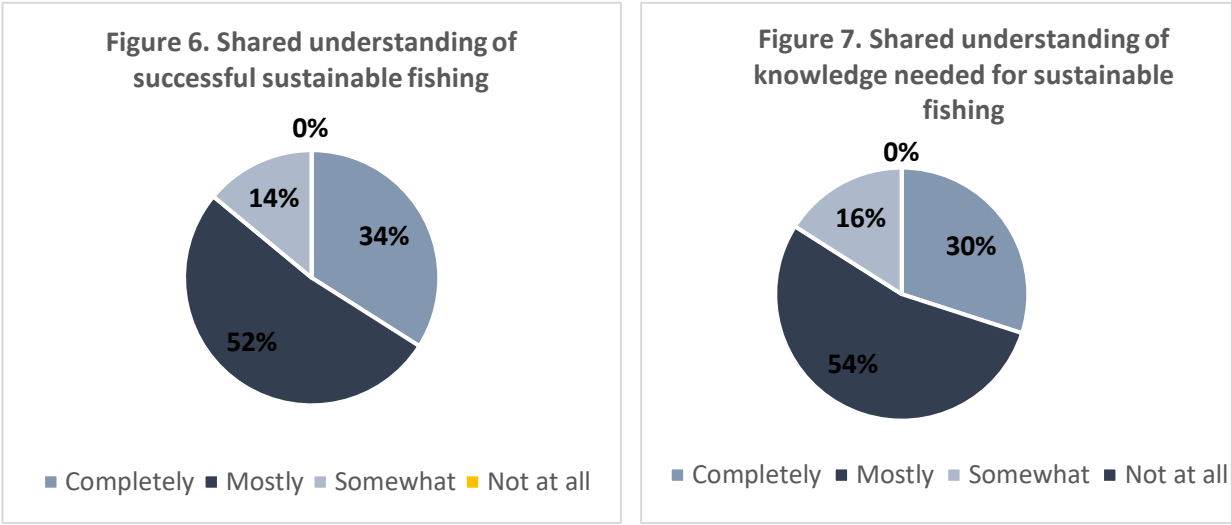 Figure 6. Shared understanding of
successful sustainable fishing
0%
14%
34%
52%
Completely Mostly Somewhat Not at all
Figure 7. Shared understanding of
knowledge needed for sustainable
fishing
0%
16%
30%
54%
Completely Mostly Somewhat Not at all